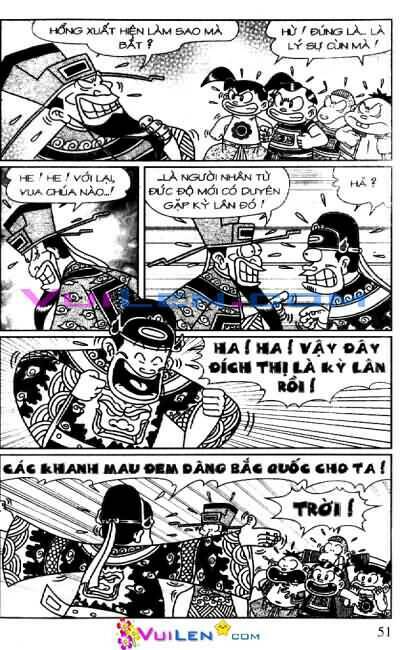 HỔNG XUẤT HIỆN LÀM SAO MÀ
BẮT ?
HỪ ! ĐÚNG LÀ... LÀ
LÝ SỰ CÙN MÀ !
HE ! HE ! VỚI LẠI,
VUA CHÚA NÀO...!
...LÀ NGƯỜI NHÂN TỪ
ĐỨC ĐỘ MỚI CÓ DUYÊN
GẶP KỲ LÂN ĐÓ !
HẢ ?
VUILEN.COM
HA ! HA ! VẬY ĐÂY
ĐÍCH THỊ LÀ KỲ LÂN
RỒI !
CÁC KHANH MAU ĐEM DÂNG BẮC QUỐC CHO TA !
TRỜI !
51
VUILEN.COM